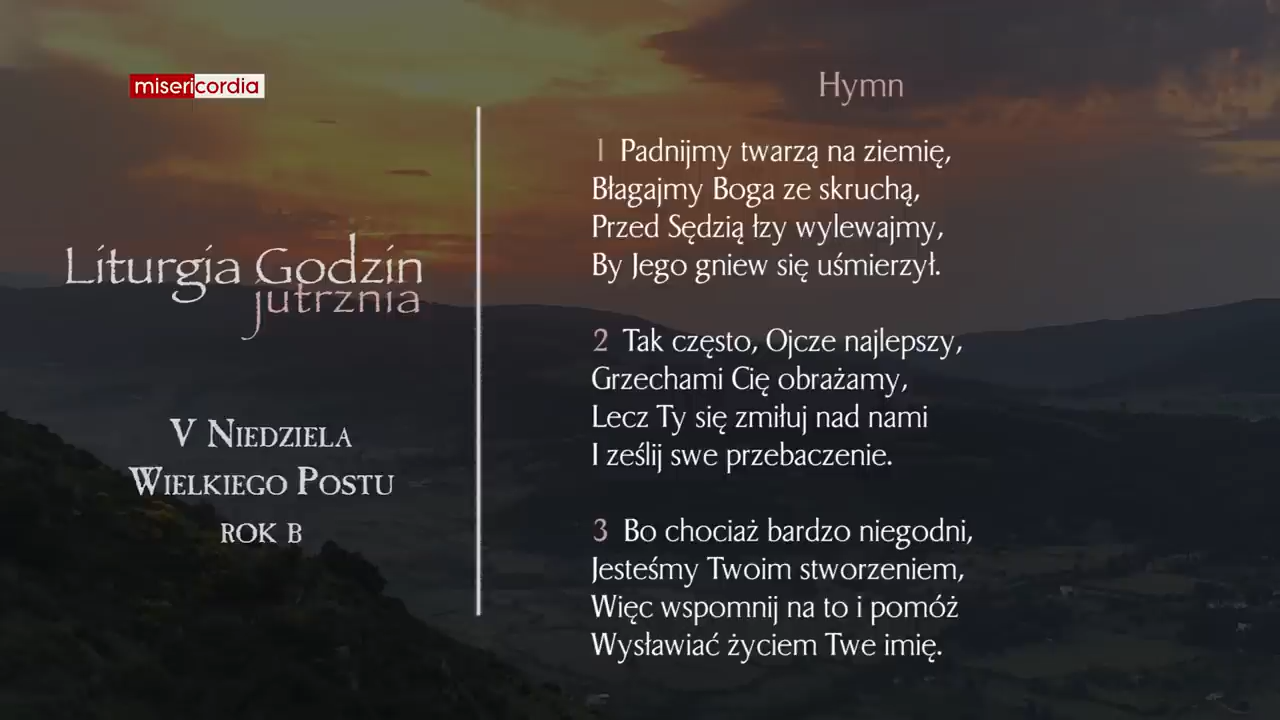 misericordia
Liturgia Godzin
jutrznia
V Niedziela
Wielkiego Postu
rok B
Hymn
1 Padnijmy twarzą na ziemię,
Błagajmy Boga ze skruchą,
Przed Sędzią łzy wylewajmy,
By Jego gniew się uśmierzył.
2 Tak często, Ojcze najlepszy,
Grzechami Cię obrażamy,
Lecz Ty się zmiłuj nad nami
I ześlij swe przebaczenie.
3 Bo chociaż bardzo niegodni,
Jesteśmy Twoim stworzeniem,
Więc wspomnij na to i pomóż
Wysławiać życiem Twe imię.